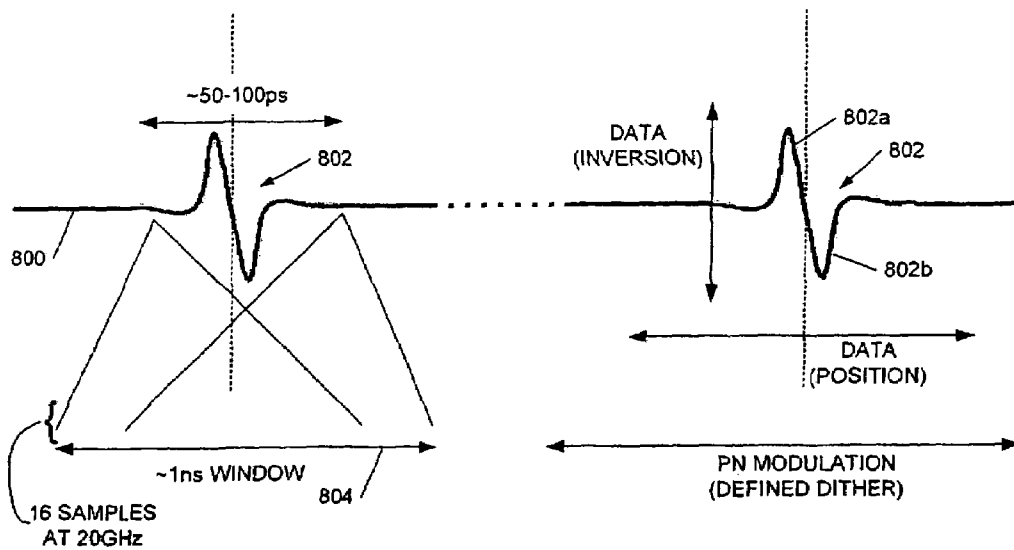 ~50-100ps
802
800
~1ns WINDOW
804
16 SAMPLES
AT 20GHz
DATA
(INVERSION)
802a
802
802b
DATA
(POSITION)
PN MODULATION
(DEFINED DITHER)